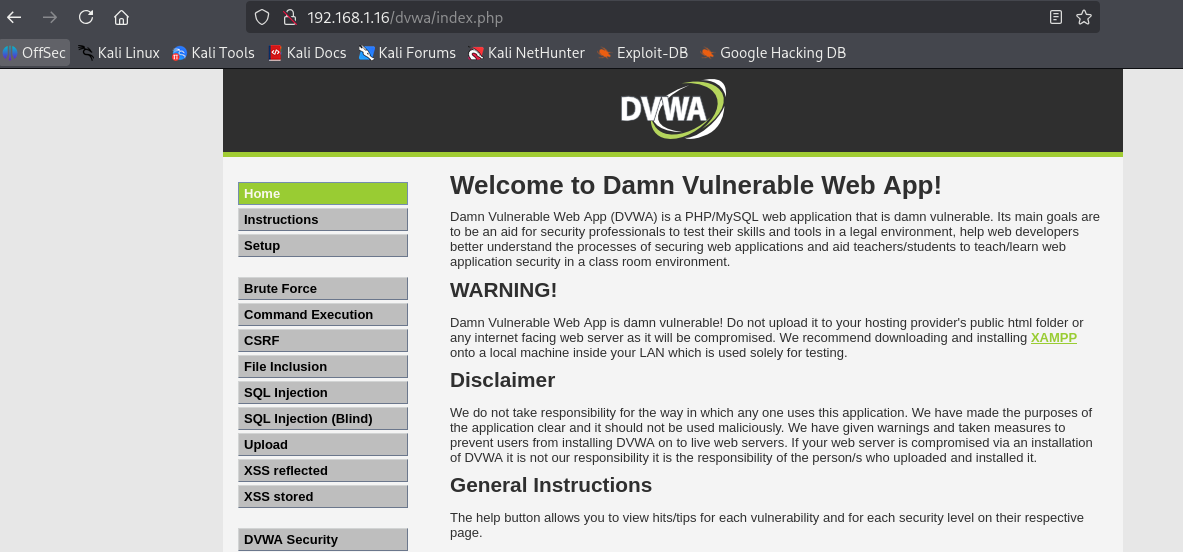 192.168.1.16/dvwa/index.php
OffSec Kali Linux Kali Tools Kali Docs Kali Forums Kali NetHunter Exploit-DB Google Hacking DB
DVWA
Home
Instructions
Setup
Brute Force
Command Execution
CSRF
File Inclusion
SQL Injection
SQL Injection (Blind)
Upload
XSS reflected
XSS stored
DVWA Security
Welcome to Damn Vulnerable Web App!
Damn Vulnerable Web App (DVWA) is a PHP/MySQL web application that is damn vulnerable. Its main goals are
to be an aid for security professionals to test their skills and tools in a legal environment, help web developers
better understand the processes of securing web applications and aid teachers/students to teach/learn web
application security in a class room environment.
WARNING!
Damn Vulnerable Web App is damn vulnerable! Do not upload it to your hosting provider's public html folder or
any internet facing web server as it will be compromised. We recommend downloading and installing XAMPP
onto a local machine inside your LAN which is used solely for testing.
Disclaimer
We do not take responsibility for the way in which any one uses this application. We have made the purposes of
the application clear and it should not be used maliciously. We have given warnings and taken measures to
prevent users from installing DVWA on to live web servers. If your web server is compromised via an installation
of DVWA it is not our responsibility it is the responsibility of the person/s who uploaded and installed it.
General Instructions
The help button allows you to view hits/tips for each vulnerability and for each security level on their respective
page.